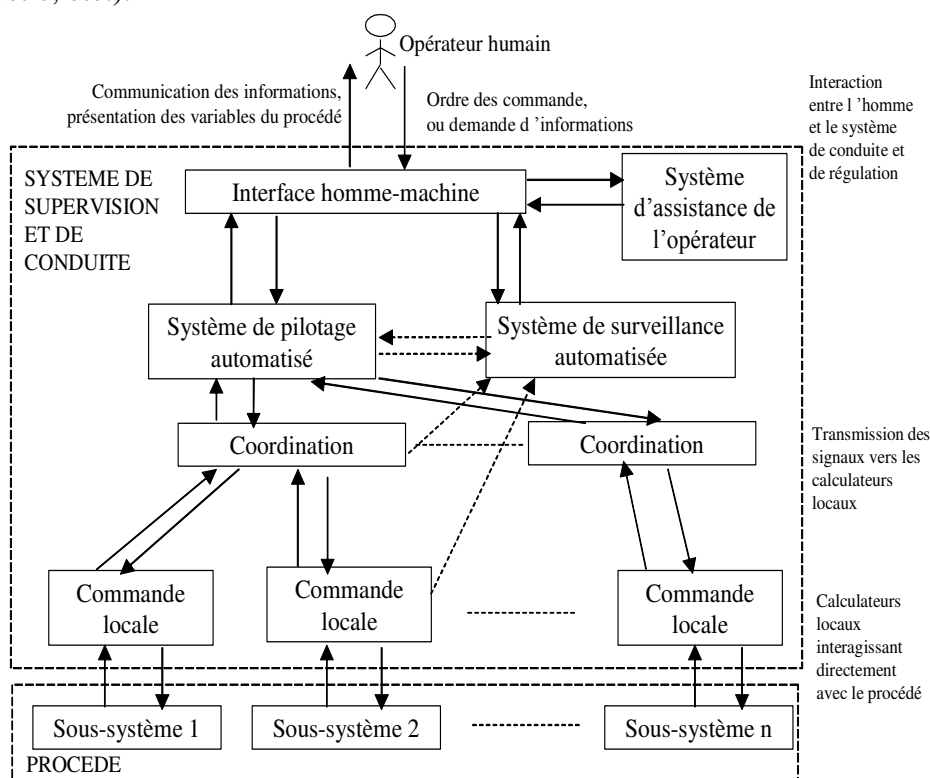 Opérateur humain
Communication des informations,
présentation des variables du procédé
Ordre des commande,
ou demande d 'informations
Interaction
entre l 'homme
et le système
de conduite et
de régulation
SYSTEME DE
SUPERVISION
ET DE
CONDUITE
Interface homme-machine
Système
d'assistance de
l'opérateur
Système de pilotage
automatisé
Système de surveillance
automatisée
Coordination
Coordination
Transmission des
signaux vers les
calculateurs
locaux
Commande
locale
Commande
locale
Commande
locale
Calculateurs
locaux
interagissant
directement
avec le procédé
Sous-système 1
Sous-système 2
Sous-système n
PROCEDE